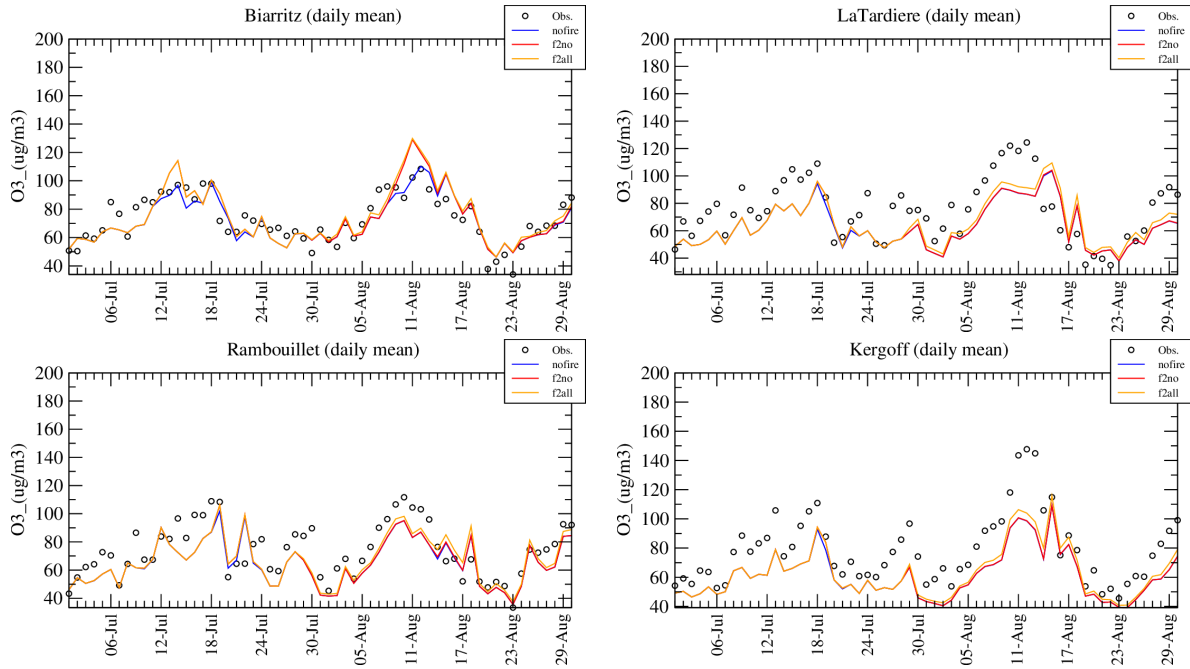 Biarritz (daily mean)
Obs.
nofire
f2no
f2all
O3_(ug/m3)
200
180
160
140
120
100
80
60
40
06-Jul
12-Jul
18-Jul
24-Jul
30-Jul
05-Aug
11-Aug
17-Aug
23-Aug
29-Aug
LaTardiere (daily mean)
Obs.
nofire
f2no
f2all
O3_(ug/m3)
200
180
160
140
120
100
80
60
40
06-Jul
12-Jul
18-Jul
24-Jul
30-Jul
05-Aug
11-Aug
17-Aug
23-Aug
29-Aug
Rambouillet (daily mean)
Obs.
nofire
f2no
f2all
O3_(ug/m3)
200
180
160
140
120
100
80
60
40
06-Jul
12-Jul
18-Jul
24-Jul
30-Jul
05-Aug
11-Aug
17-Aug
23-Aug
29-Aug
Kergoff (daily mean)
Obs.
nofire
f2no
f2all
O3_(ug/m3)
200
180
160
140
120
100
80
60
40
06-Jul
12-Jul
18-Jul
24-Jul
30-Jul
05-Aug
11-Aug
17-Aug
23-Aug
29-Aug